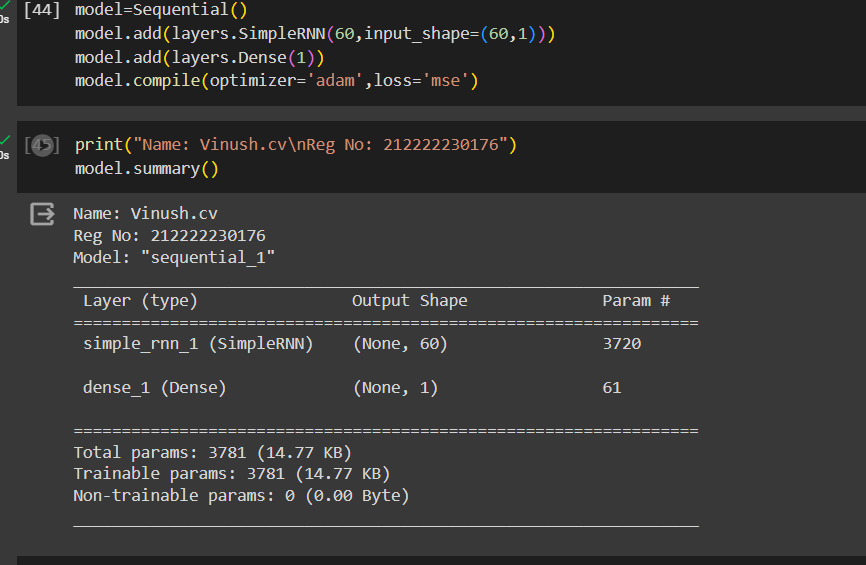 0s
[44] model=Sequential()
model.add(layers.SimpleRNN(60,input_shape=(60,1)))
model.add(layers.Dense(1))
model.compile(optimizer='adam',loss='mse')
0s
[45] print("Name: Vinush.cv\nReg No: 212222230176")
model.summary()
Name: Vinush.cv
Reg No: 212222230176
Model: "sequential_1"
_________________________________________________________________
Layer (type) Output Shape Param #
=================================================================
simple_rnn_1 (SimpleRNN) (None, 60) 3720
dense_1 (Dense) (None, 1) 61
=================================================================
Total params: 3781 (14.77 KB)
Trainable params: 3781 (14.77 KB)
Non-trainable params: 0 (0.00 Byte)
_________________________________________________________________